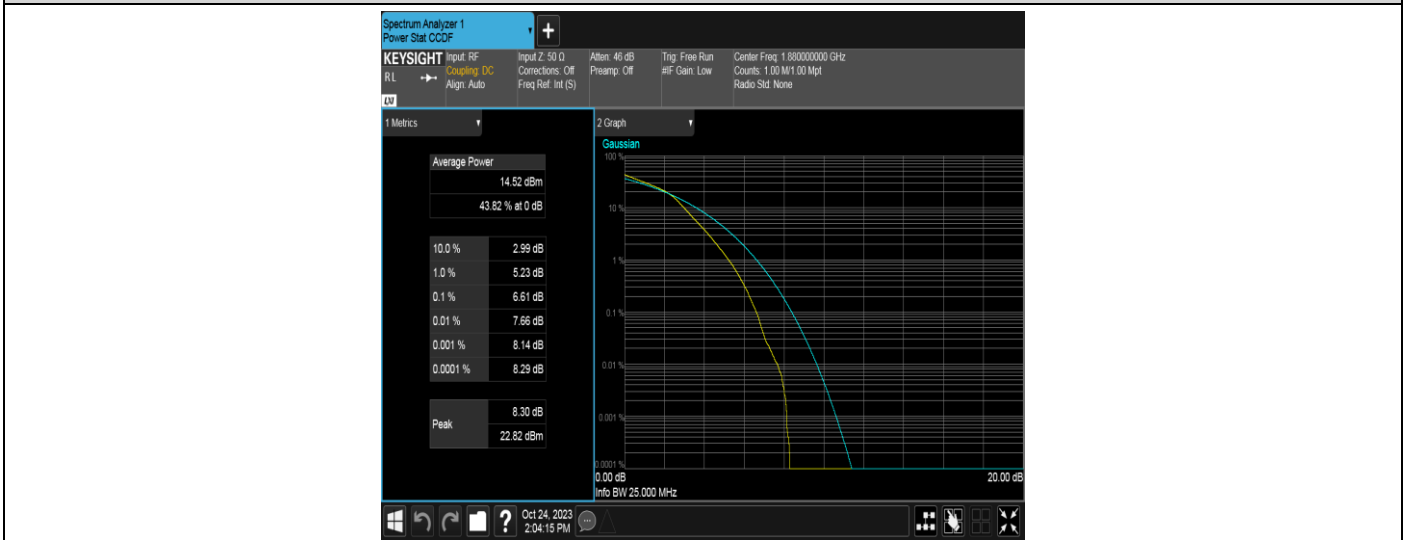 Spectrum Analyzer 1
Power Stat CCDF
+
KEYSIGHT Input: RF Input Z: 50 Ω Atten: 46 dB Trig: Free Run Center Freq: 1.880000000 GHz
RL Coupling: DC Corrections: Off Preamp: Off #IF Gain: Low Counts: 1.00 M/1.00 Mpt
Align: Auto Freq Ref: Int (S) Radio Std: None
LXI
1 Metrics
2 Graph
Average Power
14.52 dBm
43.82 % at 0 dB
10.0 % 2.99 dB
1.0 % 5.23 dB
0.1 % 6.61 dB
0.01 % 7.66 dB
0.001 % 8.14 dB
0.0001 % 8.29 dB
Peak 8.30 dB
22.82 dBm
Gaussian
100 %
10 %
1 %
0.1 %
0.01 %
0.001 %
0.0001 %
0.00 dB 20.00 dB
Info BW 25.000 MHz
? Oct 24, 2023
2:04:15 PM